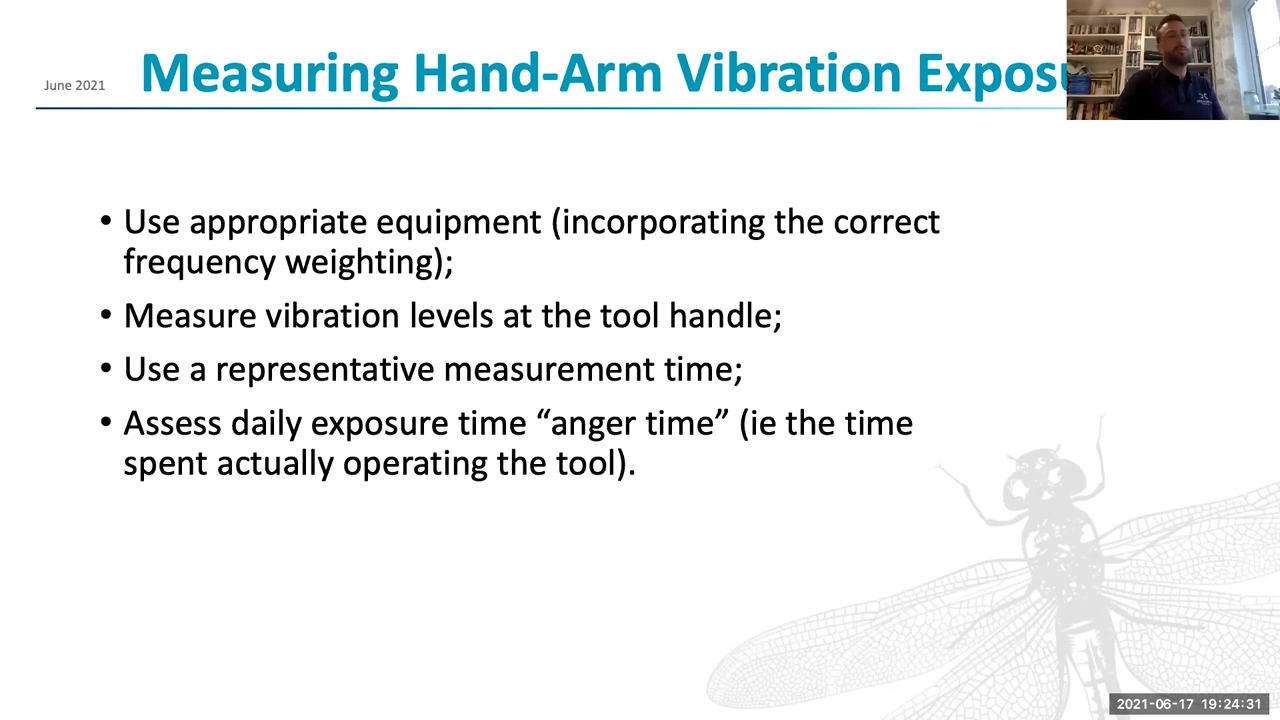 June 2021
Measuring Hand-Arm Vibration
• Use appropriate equipment (incorporating the correct
frequency weighting);
• Measure vibration levels at the tool handle;
• Use a representative measurement time;
• Assess daily exposure time “anger time” (ie the time
spent actually operating the tool).
2021-06-17 19:24:31